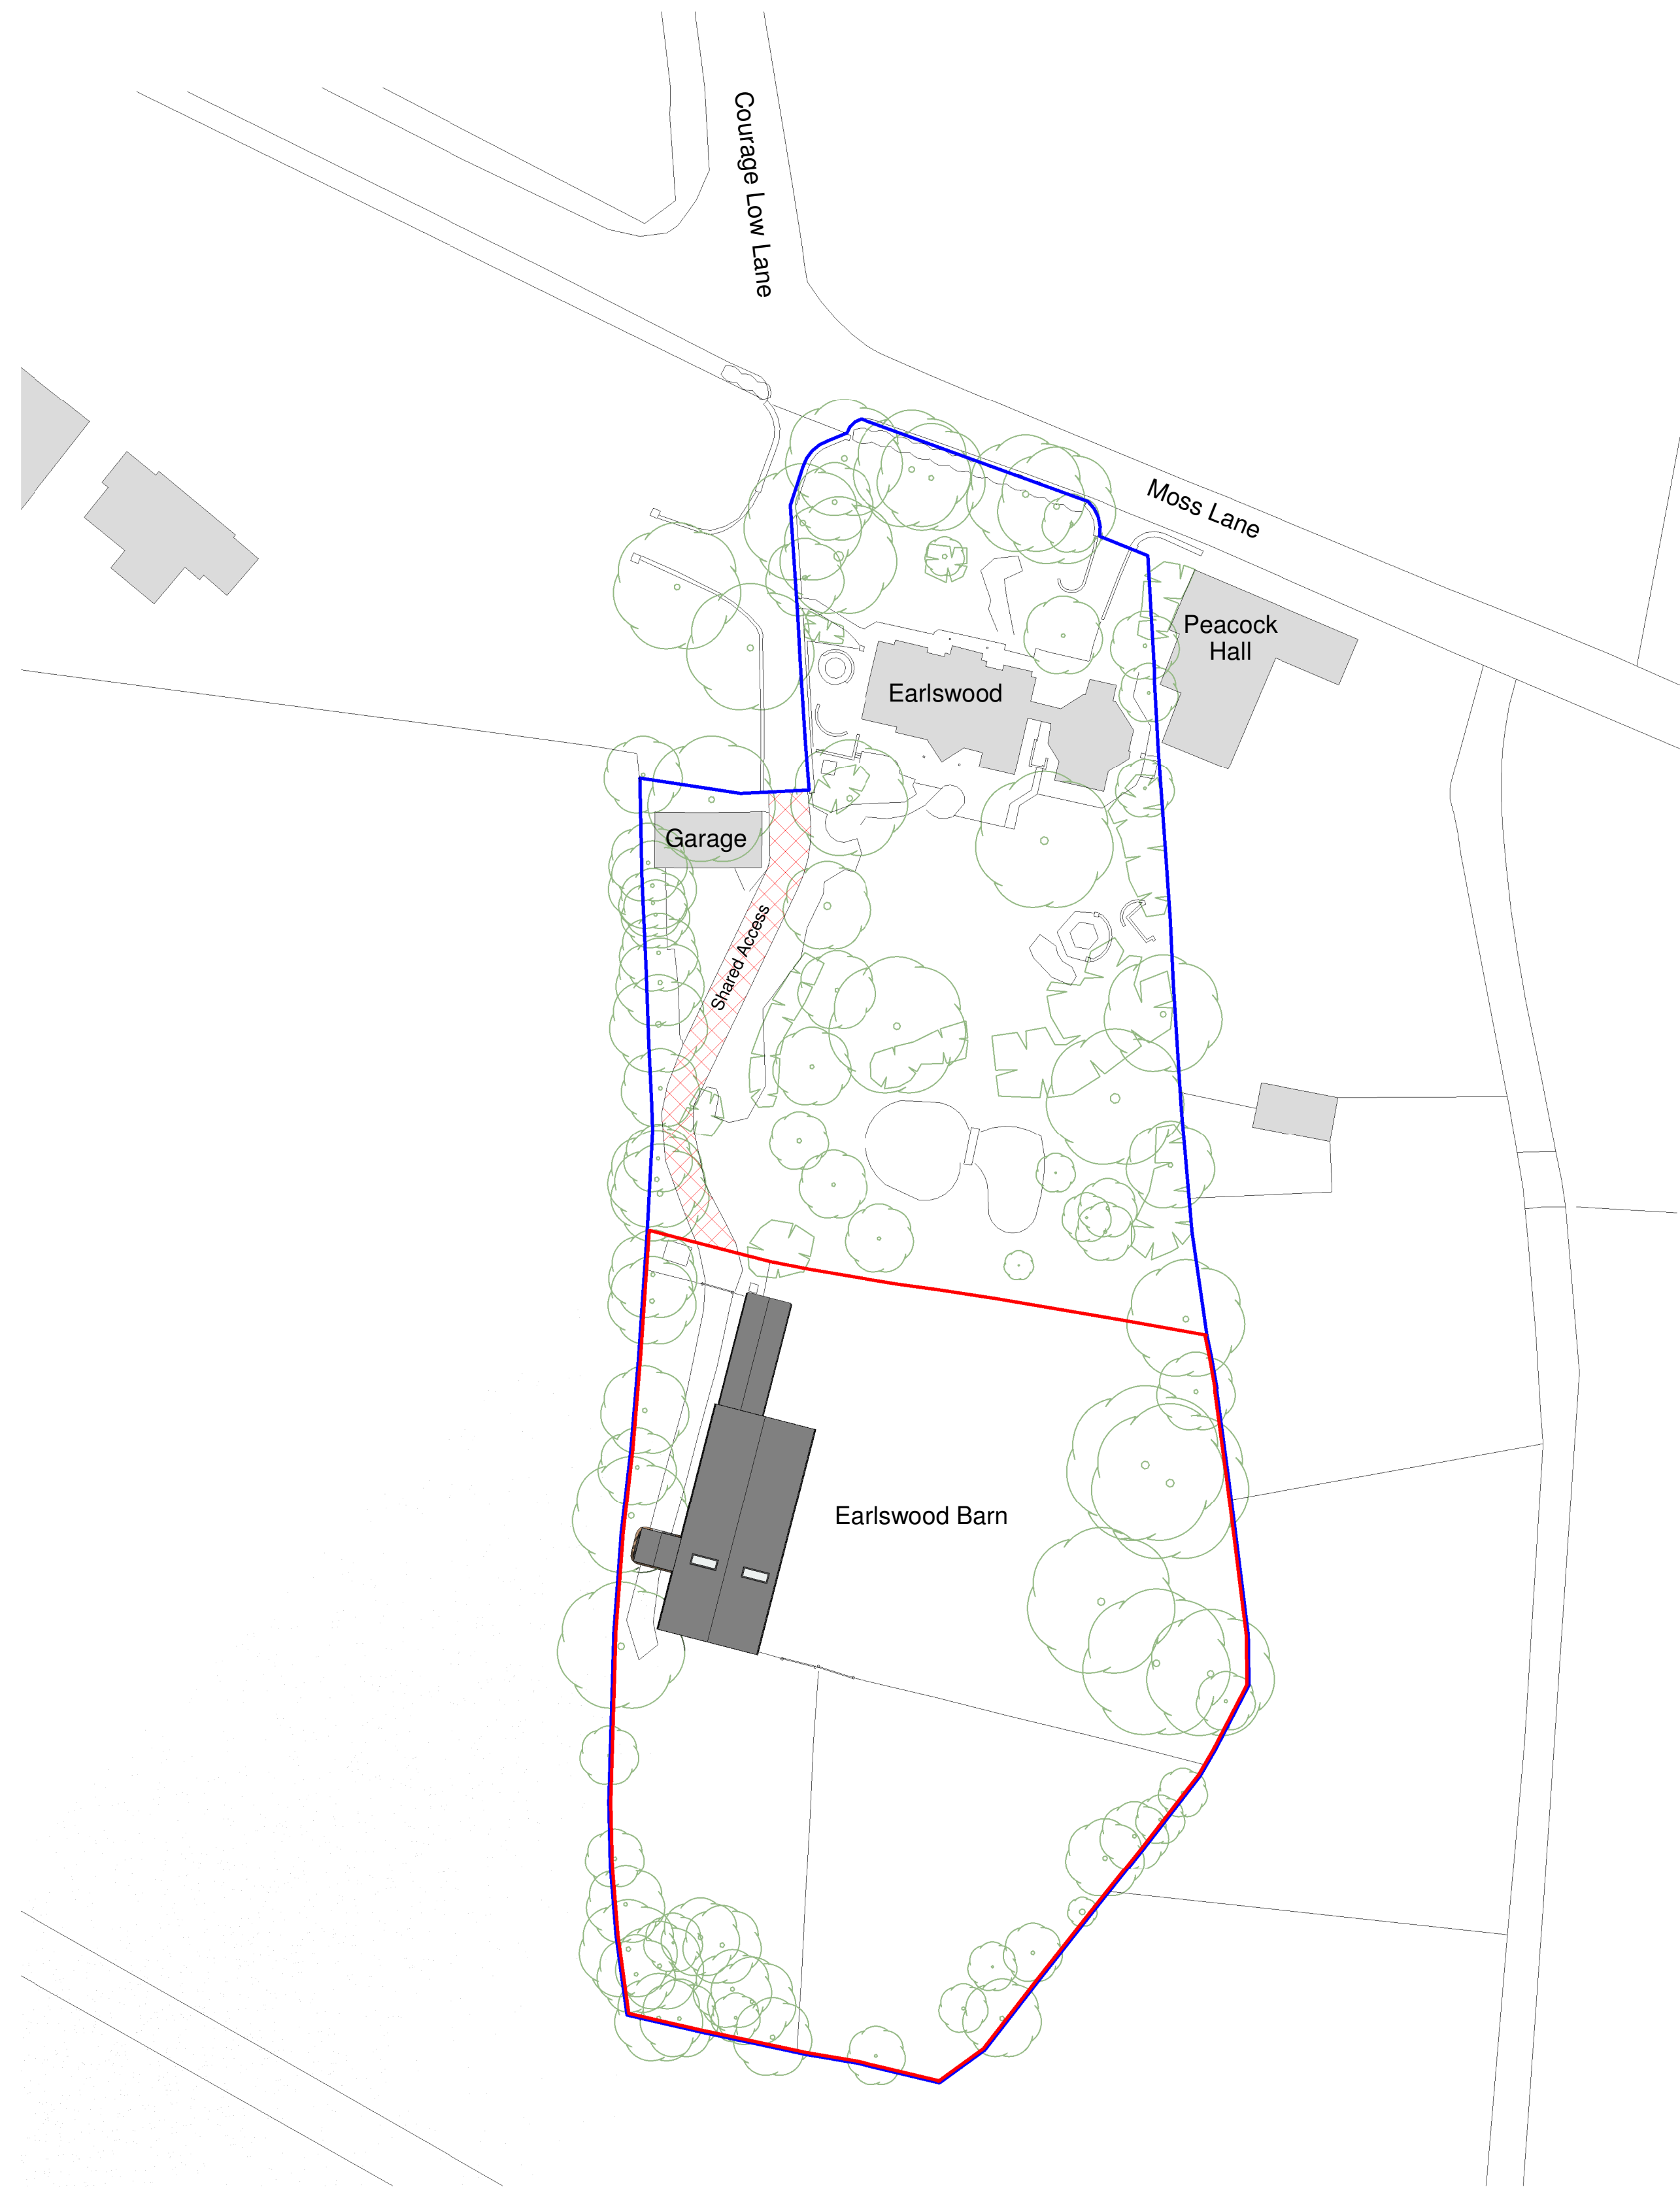 Courage Low Lane
Moss Lane
Peacock
Hall
Earlswood
Garage
Shared Access
Earlswood Barn